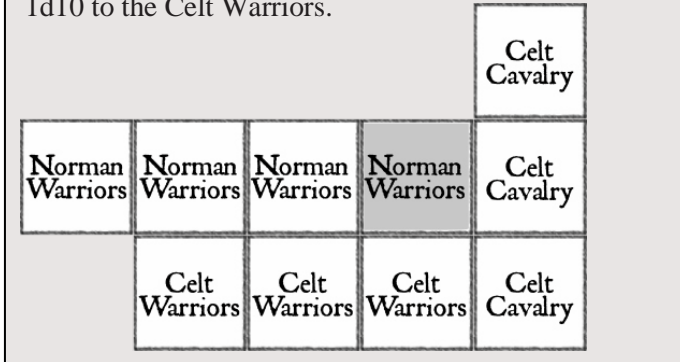 1d10 to the Celt Warriors.
Celt
Cavalry
Norman Norman Norman Norman Celt
Warriors Warriors Warriors Warriors Cavalry
Celt Celt Celt Celt
Warriors Warriors Warriors Cavalry